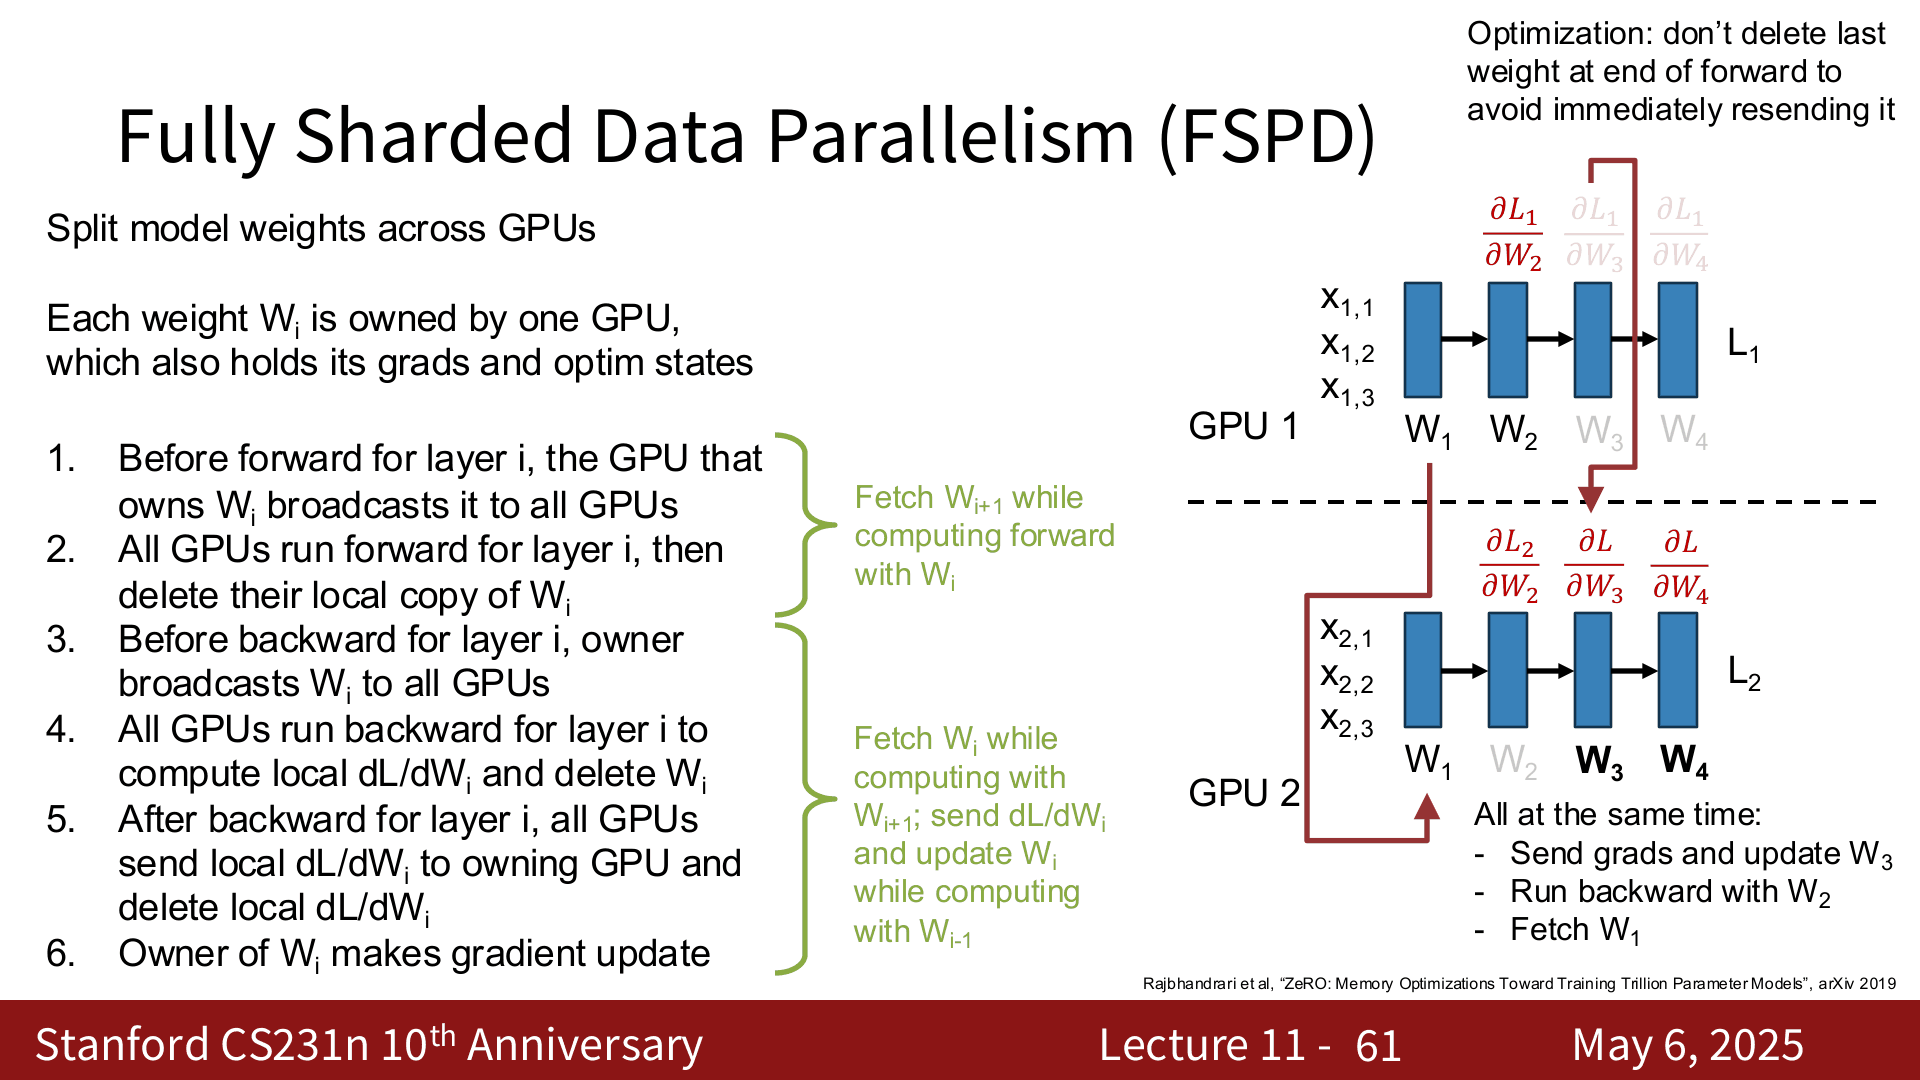 Optimization: don't delete last
weight at end of forward to
avoid immediately resending it
Fully Sharded Data Parallelism (FSPD)
Split model weights across GPUs
Each weight Wi is owned by one GPU,
which also holds its grads and optim states
1. Before forward for layer i, the GPU that
owns Wi broadcasts it to all GPUs
2. All GPUs run forward for layer i, then
delete their local copy of Wi
3. Before backward for layer i, owner
broadcasts Wi to all GPUs
4. All GPUs run backward for layer i to
compute local dL/dWi and delete Wi
5. After backward for layer i, all GPUs
send local dL/dWi to owning GPU and
delete local dL/dWi
6. Owner of Wi makes gradient update
Fetch Wi+1 while
computing forward
with Wi
Fetch Wi while
computing with
Wi+1; send dL/dWi
and update Wi
while computing
with Wi-1
∂L1 ∂L1 ∂L1
∂W2 ∂W3 ∂W4
x1,1
x1,2
x1,3
L1
GPU 1
W1 W2 W3 W4
∂L2 ∂L ∂L
∂W2 ∂W3 ∂W4
x2,1
x2,2
x2,3
L2
GPU 2
W1 W2 W3 W4
All at the same time:
- Send grads and update W3
- Run backward with W2
- Fetch W1
Rajbhandrari et al, “ZeRO: Memory Optimizations Toward Training Trillion Parameter Models”, arXiv 2019
Stanford CS231n 10th Anniversary
Lecture 11 - 61
May 6, 2025